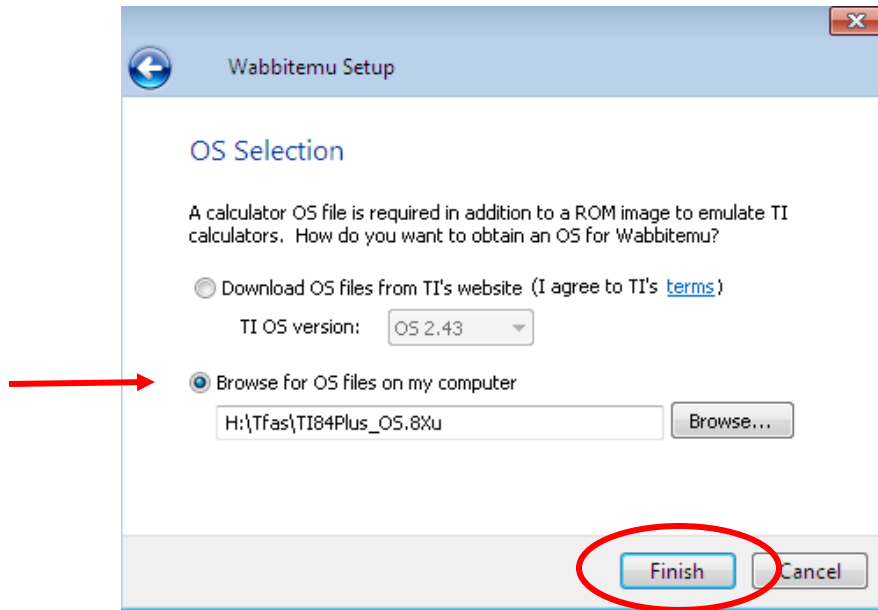 Wabbitemu Setup
OS Selection
A calculator OS file is required in addition to a ROM image to emulate TI
calculators.  How do you want to obtain an OS for Wabbitemu?
Download OS files from TI's website (I agree to TI's terms)
TI OS version: OS 2.43
Browse for OS files on my computer
H:\Tfas\TI84Plus_OS.8Xu Browse...
Finish Cancel